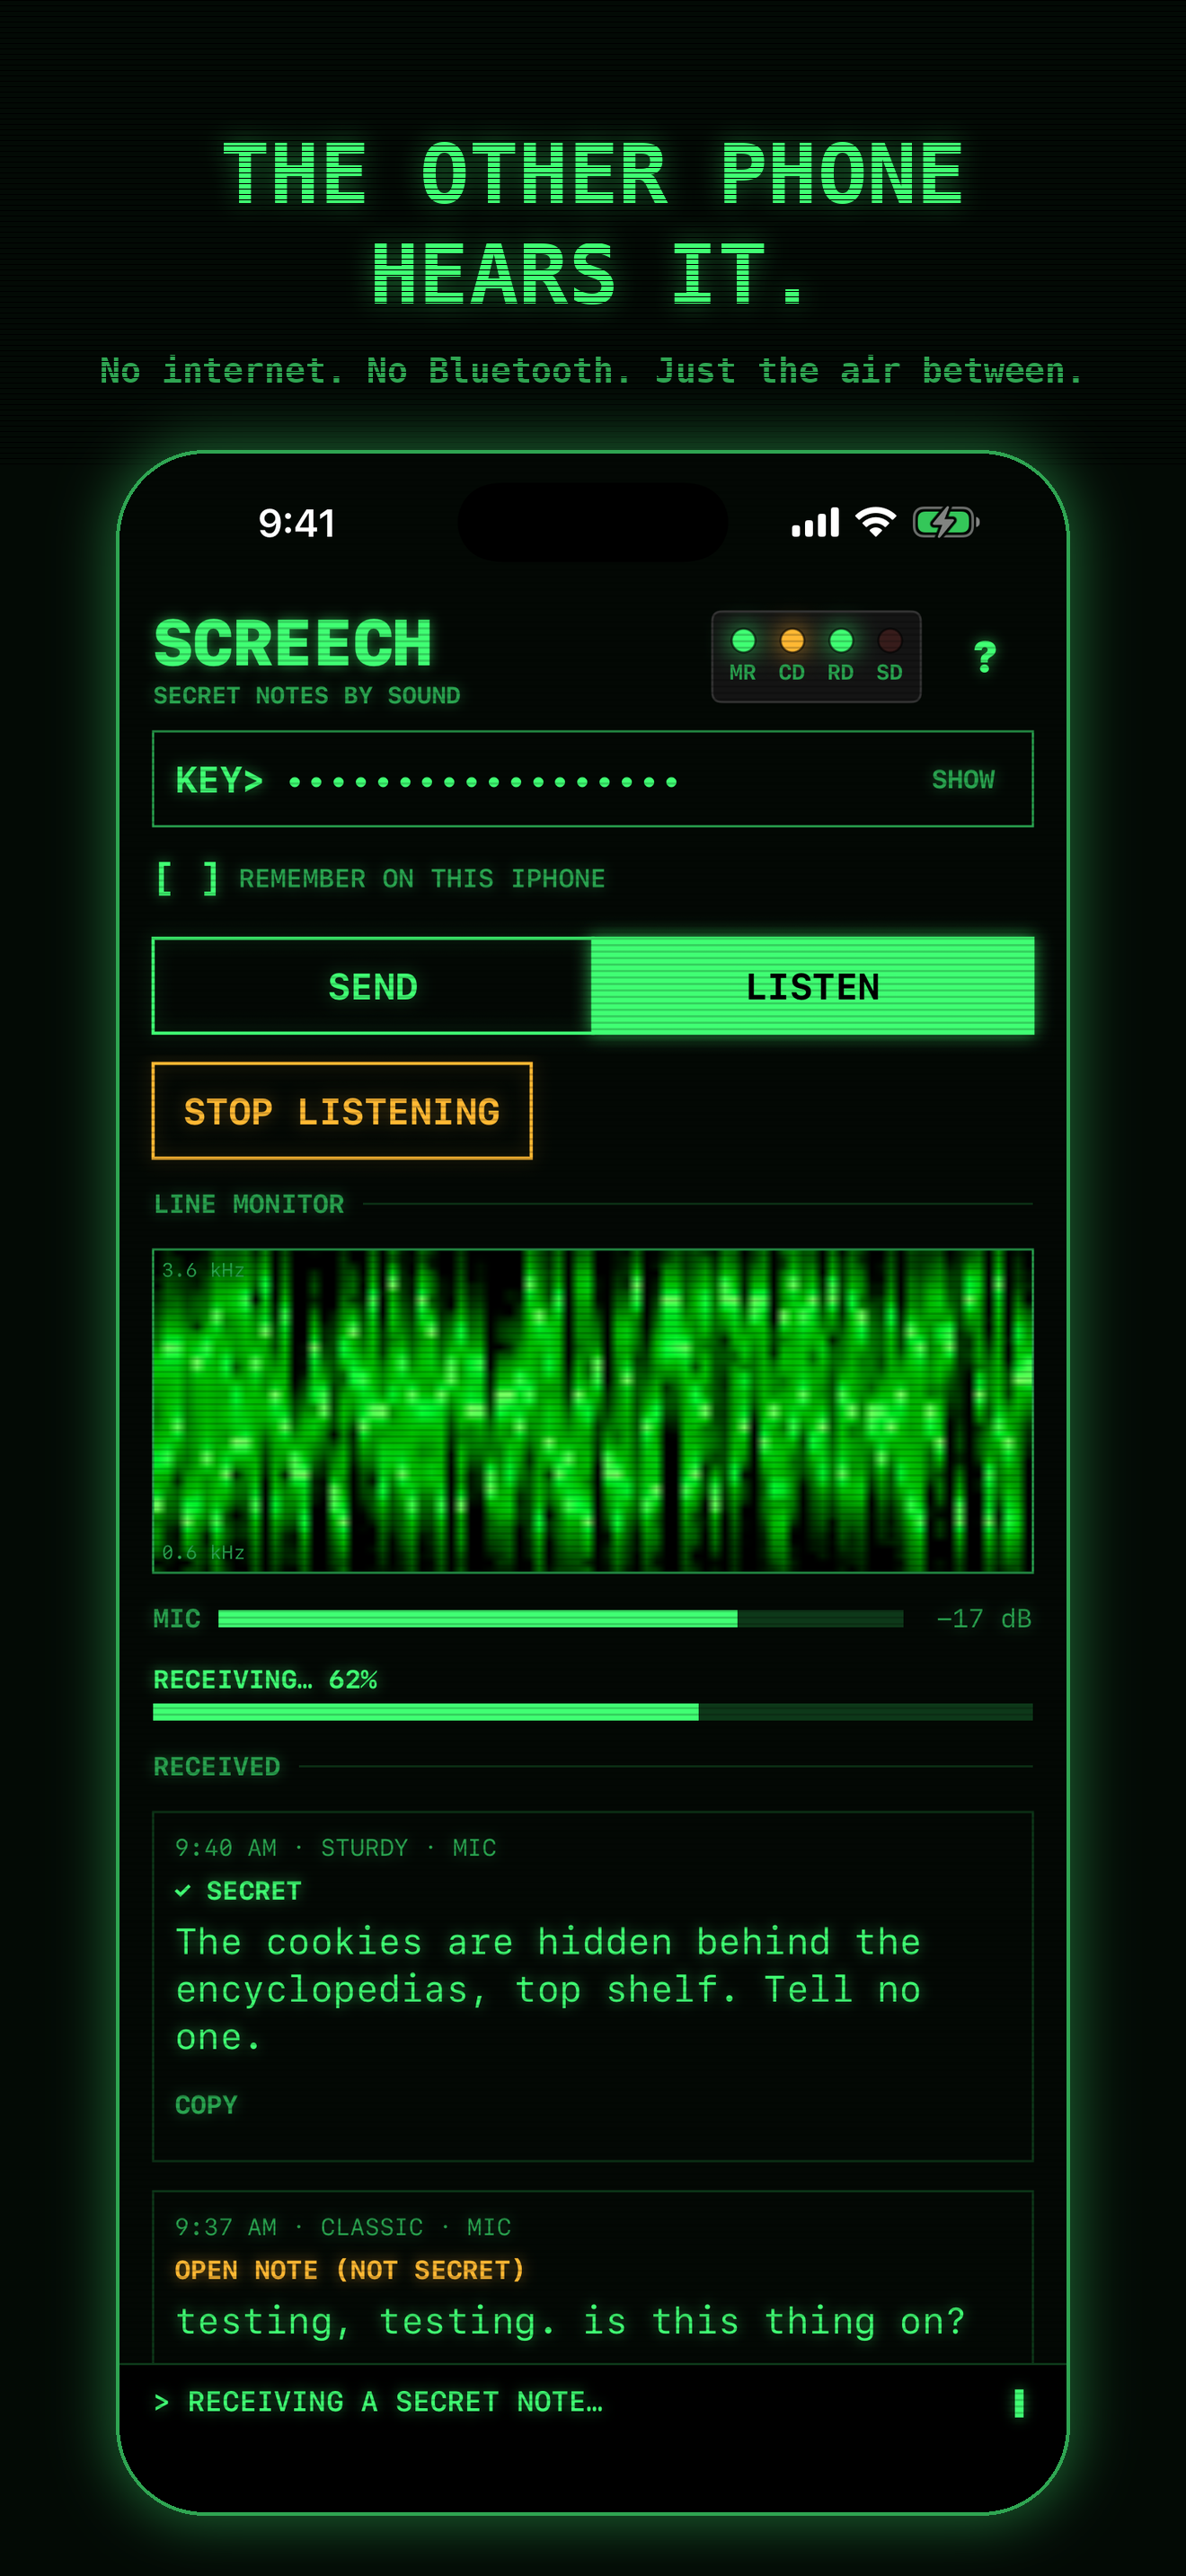 THE OTHER PHONE
HEARS IT.
No internet. No Bluetooth. Just the air between.
9:41
SCREECH
SECRET NOTES BY SOUND
MR CD RD SD
?
KEY> ••••••••••••••••••
SHOW
[ ] REMEMBER ON THIS IPHONE
SEND
LISTEN
STOP LISTENING
LINE MONITOR
3.6 kHz
0.6 kHz
MIC
−17 dB
RECEIVING… 62%
RECEIVED
9:40 AM · STURDY · MIC
✓ SECRET
The cookies are hidden behind the
encyclopedias, top shelf. Tell no
one.
COPY
9:37 AM · CLASSIC · MIC
OPEN NOTE (NOT SECRET)
testing, testing. is this thing on?
> RECEIVING A SECRET NOTE…